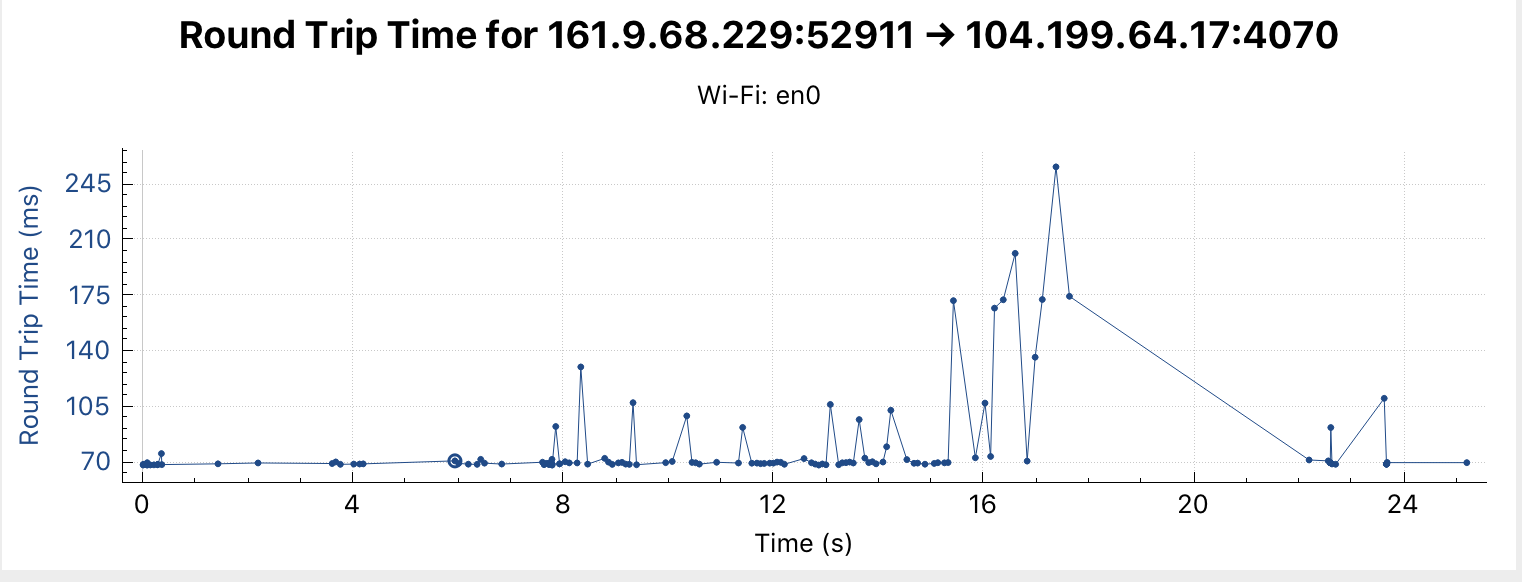 Round Trip Time for 161.9.68.229:52911 → 104.199.64.17:4070
Wi-Fi: en0
Round Trip Time (ms)
245
210
175
140
105
70
0 4 8 12 16 20 24
Time (s)